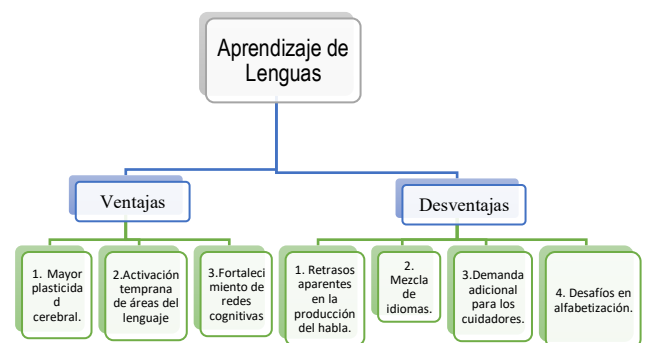 Aprendizaje de
Lenguas
Ventajas
Desventajas
1. Mayor
plasticida
d
cerebral.
2.Activación
temprana
de áreas del
lenguaje
3.Fortaleci
miento de
redes
cognitivas
1. Retrasos
aparentes
en la
producción
del habla.
2.
Mezcla
de
idiomas.
3.Demanda
adicional
para los
cuidadores.
4. Desafíos en
alfabetización.